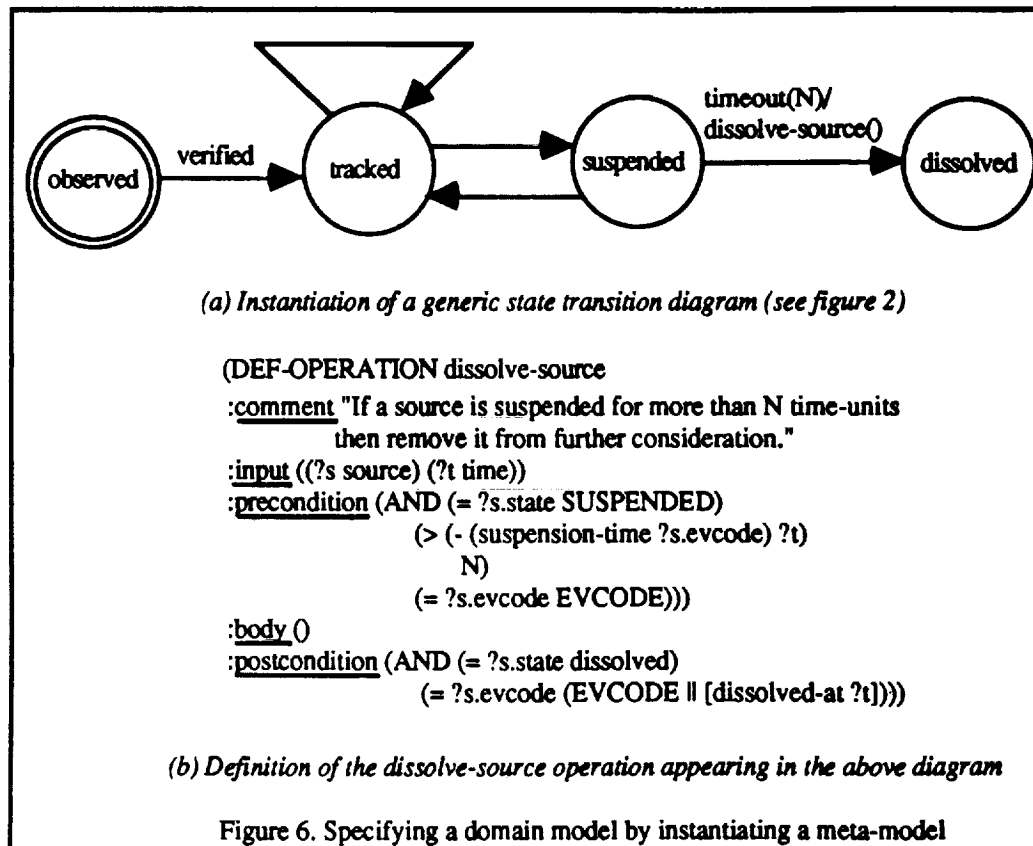 observed
verified
tracked
suspended
timeout(N)/
dissolve-source()
dissolved
(a) Instantiation of a generic state transition diagram (see figure 2)
(DEF-OPERATION dissolve-source
:comment "If a source is suspended for more than N time-units
then remove it from further consideration."
:input ((?s source) (?t time))
:precondition (AND (= ?s.state SUSPENDED)
(> (- (suspension-time ?s.evcode) ?t)
N)
(= ?s.evcode EVCODE)))
:body ()
:postcondition (AND (= ?s.state dissolved)
(= ?s.evcode (EVCODE || [dissolved-at ?t])))
(b) Definition of the dissolve-source operation appearing in the above diagram
Figure 6. Specifying a domain model by instantiating a meta-model